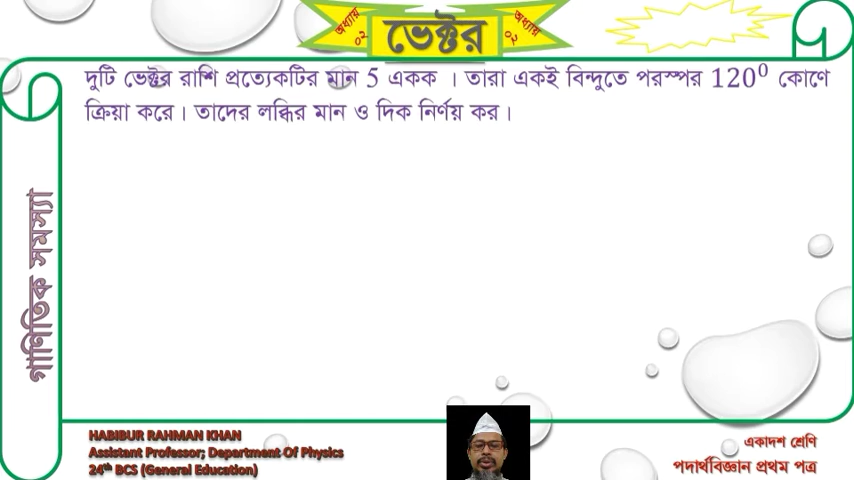 অধ্যায় ০২
ভেক্টর
অধ্যায় ০২
দুটি ভেক্টর রাশি প্রত্যেকটির মান 5 একক । তারা একই বিন্দুতে পরস্পর 120⁰ কোণে
ক্রিয়া করে। তাদের লব্ধির মান ও দিক নির্ণয় কর।
গাণিতিক সমস্যা
HABIBUR RAHMAN KHAN
Assistant Professor; Department Of Physics
24th BCS (General Education)
একাদশ শ্রেণি
পদার্থবিজ্ঞান প্রথম পত্র